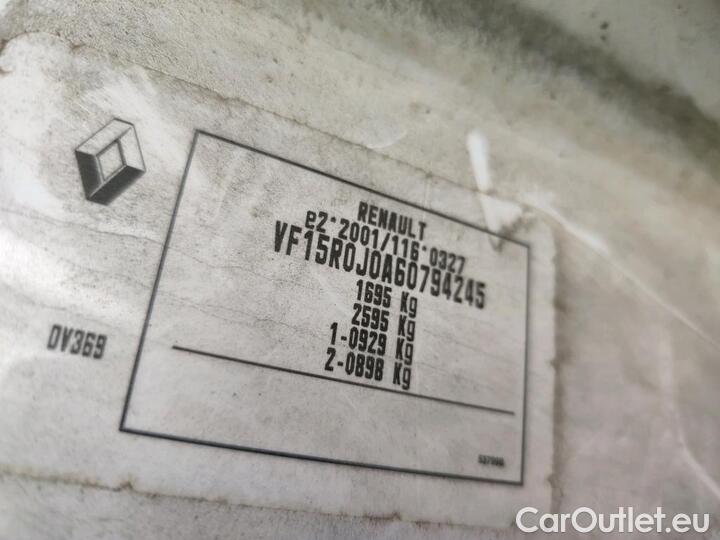 RENAULT
e2*2001/116*0327
VF15R0J0A60794245
1695 Kg
2595 Kg
1-0929 Kg
2-0898 Kg
DV369
CarOutlet.eu